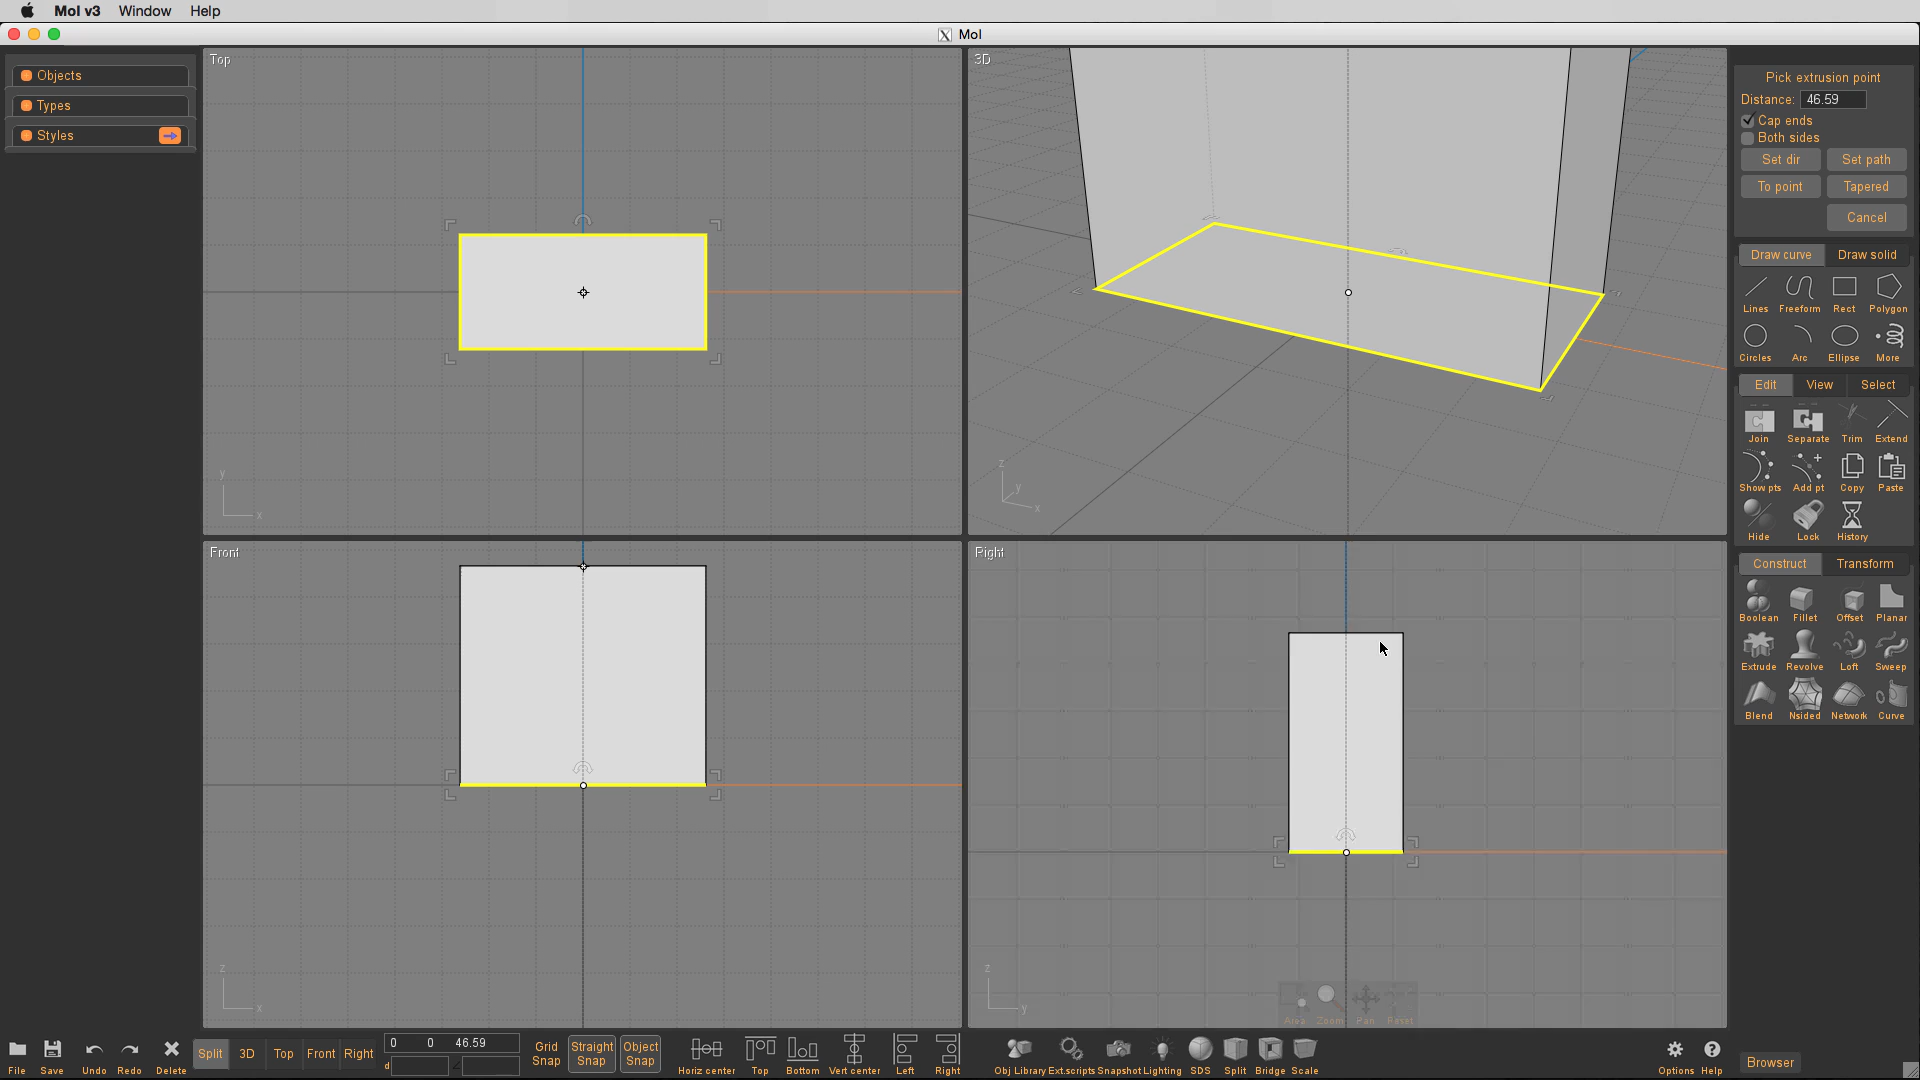 MoI v3 Window Help
MoI
Objects
Types
Styles
Top
3D
Front
Right
y
x
z
y
x
z
x
z
y
Pick extrusion point
Distance: 46.59
Cap ends
Both sides
Set dir Set path
To point Tapered
Cancel
Draw curve Draw solid
Lines Freeform Rect Polygon
Circles Arc Ellipse More
Edit View Select
Join Separate Trim Extend
Show pts Add pt Copy Paste
Hide Lock History
Construct Transform
Boolean Fillet Offset Planar
Extrude Revolve Loft Sweep
Blend Nsided Network Curve
Area Zoom Pan Reset
File Save Undo Redo Delete
Split 3D Top Front Right
0 0 46.59
d
Grid Snap
Straight Snap
Object Snap
Horiz center Top Bottom Vert center Left Right
Obj Library Ext.scripts Snapshot Lighting SDS Split Bridge Scale
Options Help
Browser